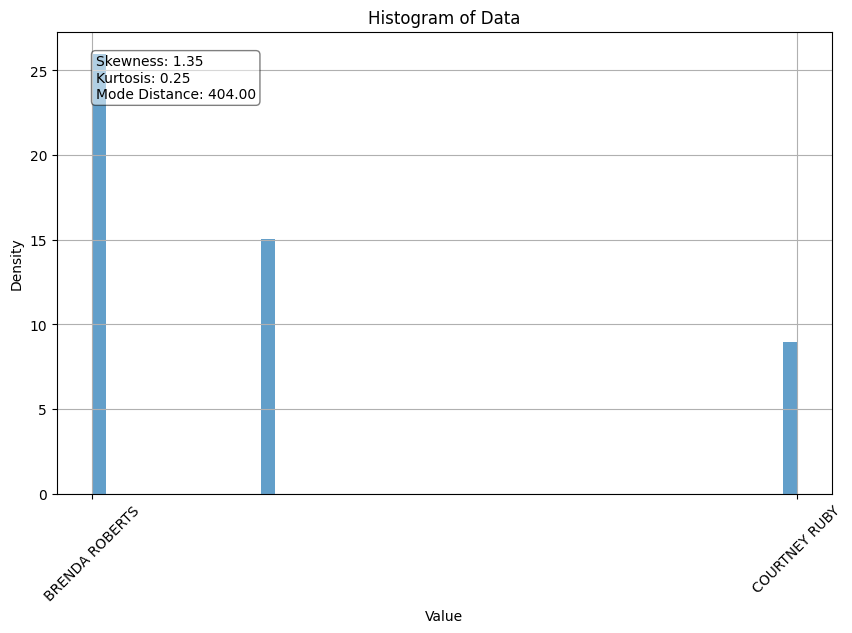 Histogram of Data
Skewness: 1.35
Kurtosis: 0.25
Mode Distance: 404.00
25
20
15
10
5
0
Density
BRENDA ROBERTS
COURTNEY RUBY
Value